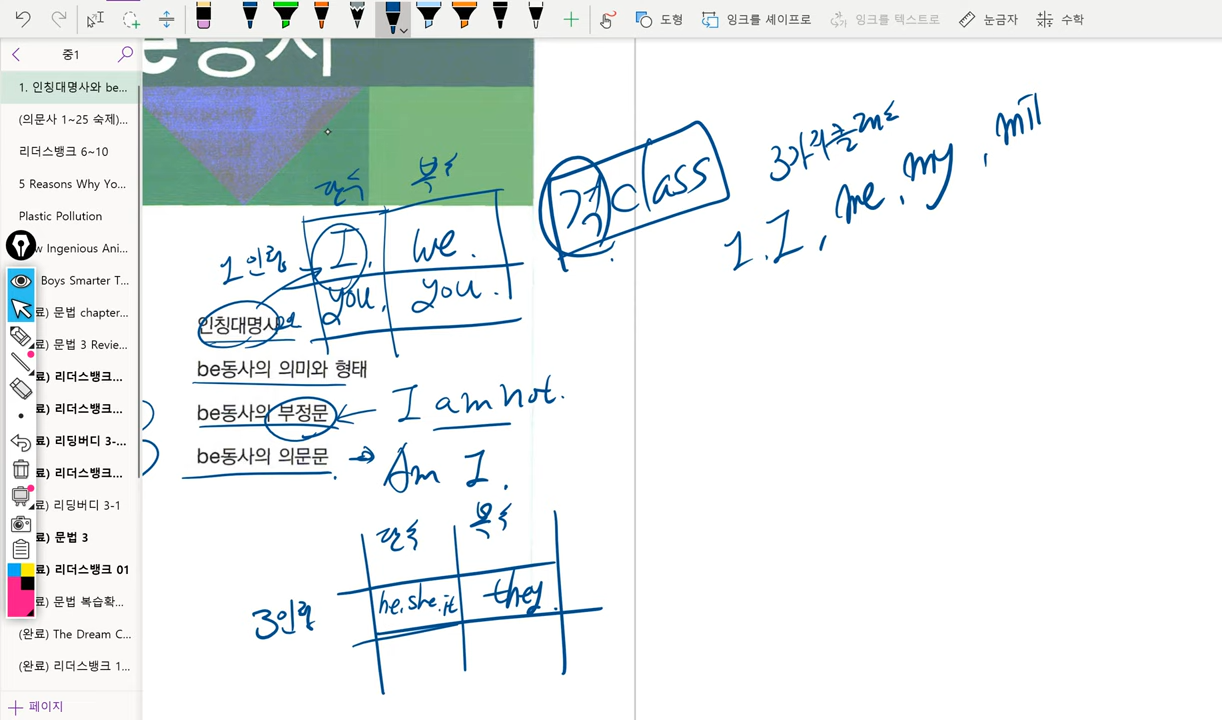 도형
잉크를 셰이프로
잉크를 텍스트로
눈금자
수학
중1
1. 인칭대명사와 be...
(의문사 1~25 숙제)...
리더스뱅크 6~10
5 Reasons Why Yo...
Plastic Pollution
w Ingenious Ani...
Boys Smarter T...
료) 문법 chapter...
료) 문법 3 Revie...
료) 리더스뱅크...
료) 리더스뱅크...
료) 리딩버디 3-...
료) 리더스뱅크...
료) 리딩버디 3-1
료) 문법 3
료) 리더스뱅크 01
료) 문법 복습확...
(완료) The Dream C...
(완료) 리더스뱅크 1...
페이지
e동사
단수 복수
1인칭 I, we.
you, you.
인칭대명사
be동사의 의미와 형태
be동사의 부정문
I am not.
be동사의 의문문
Am I.
단수 복수
3인칭 he. she. it they.
격 class
1. I, me, my,